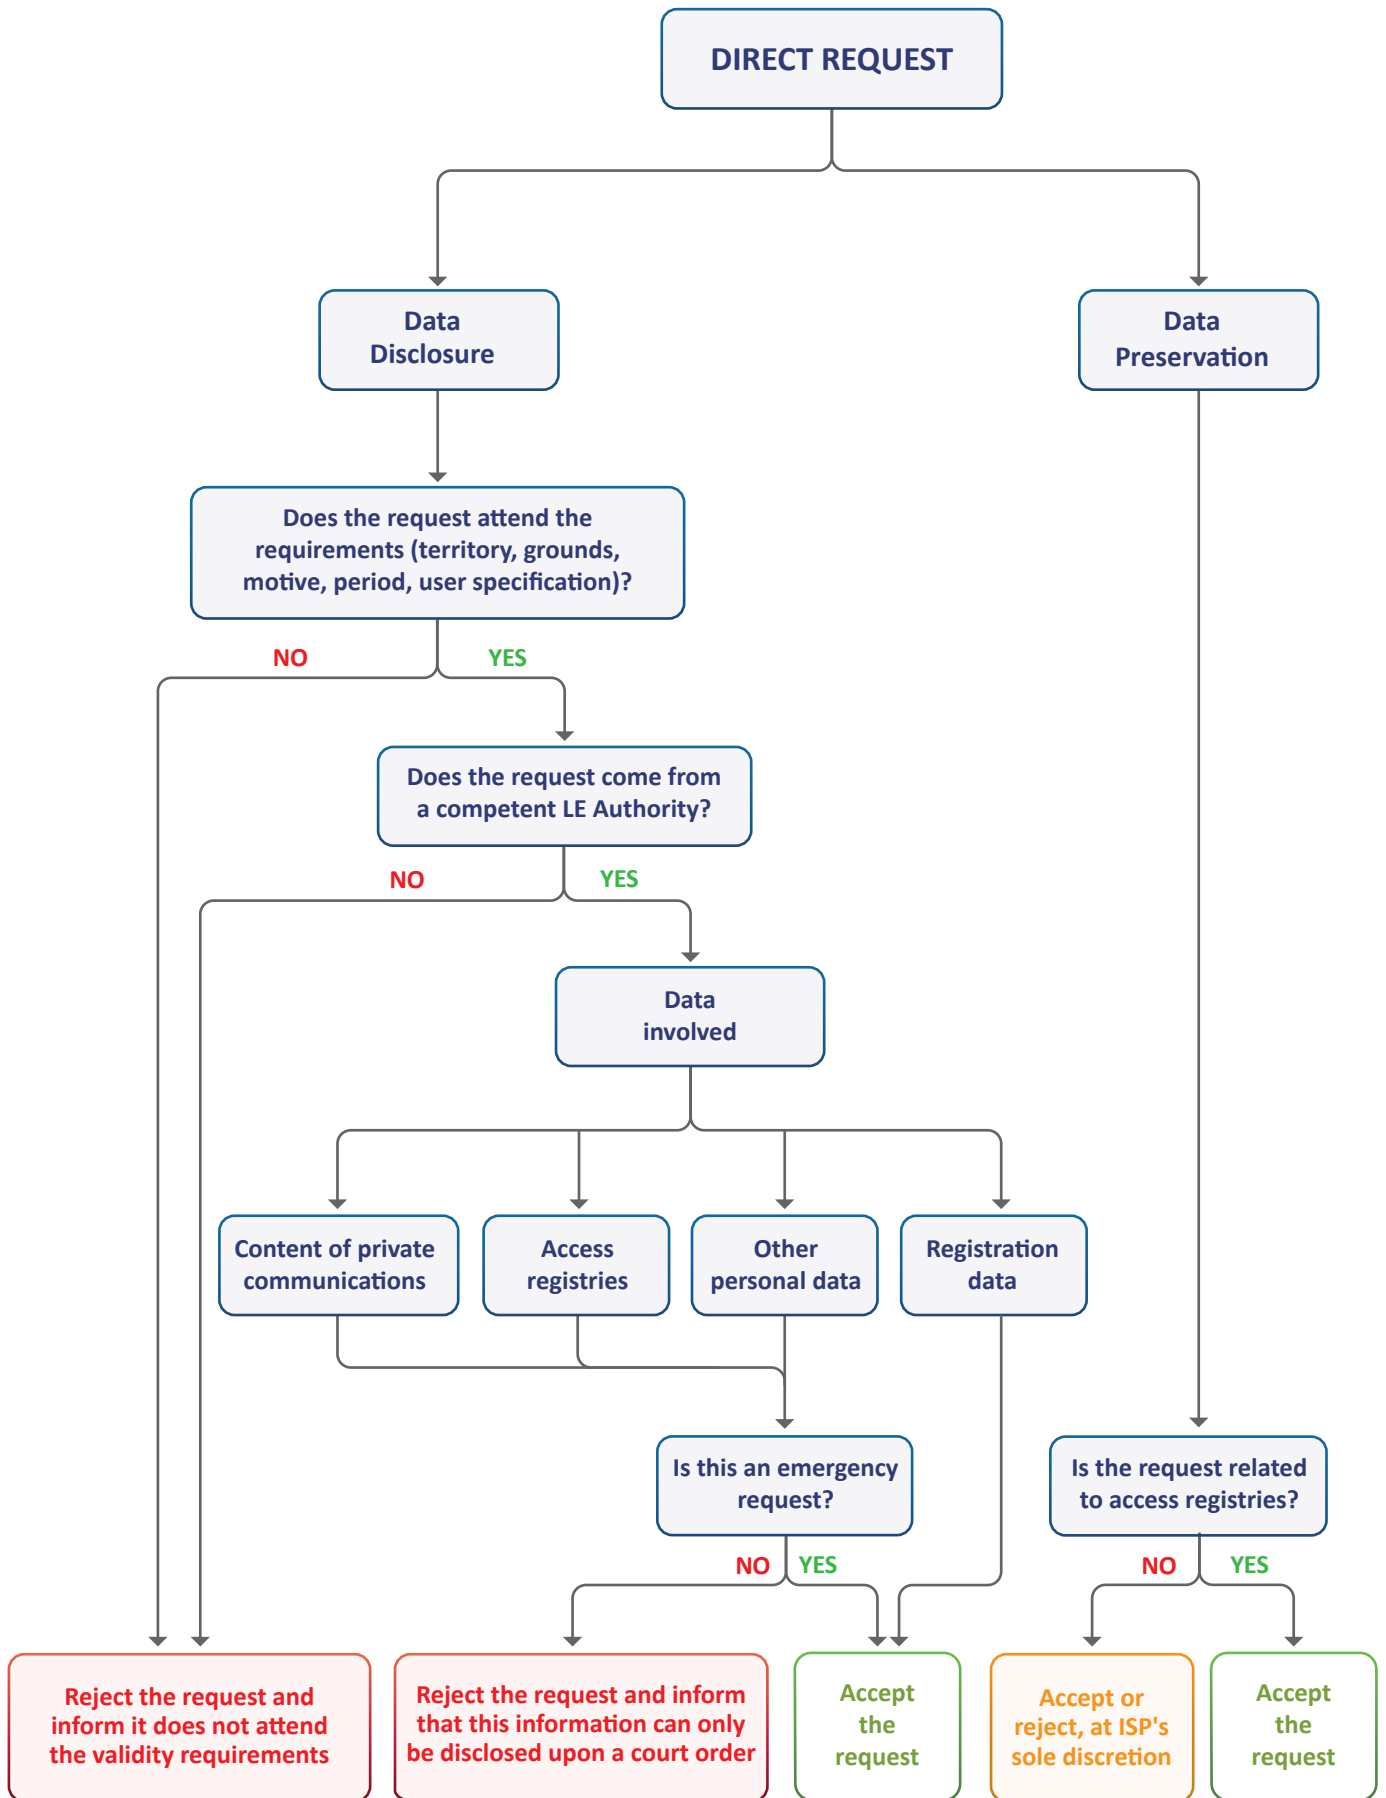 DIRECT REQUEST
Data
Disclosure
Data
Preservation
Does the request attend the
requirements (territory, grounds,
motive, period, user specification)?
NO
YES
Does the request come from
a competent LE Authority?
NO
YES
Data
involved
Content of private
communications
Access
registries
Other
personal data
Registration
data
Is this an emergency
request?
Is the request related
to access registries?
NO
YES
NO
YES
Reject the request and
inform it does not attend
the validity requirements
Reject the request and inform
that this information can only
be disclosed upon a court order
Accept
the
request
Accept or
reject, at ISP's
sole discretion
Accept
the
request